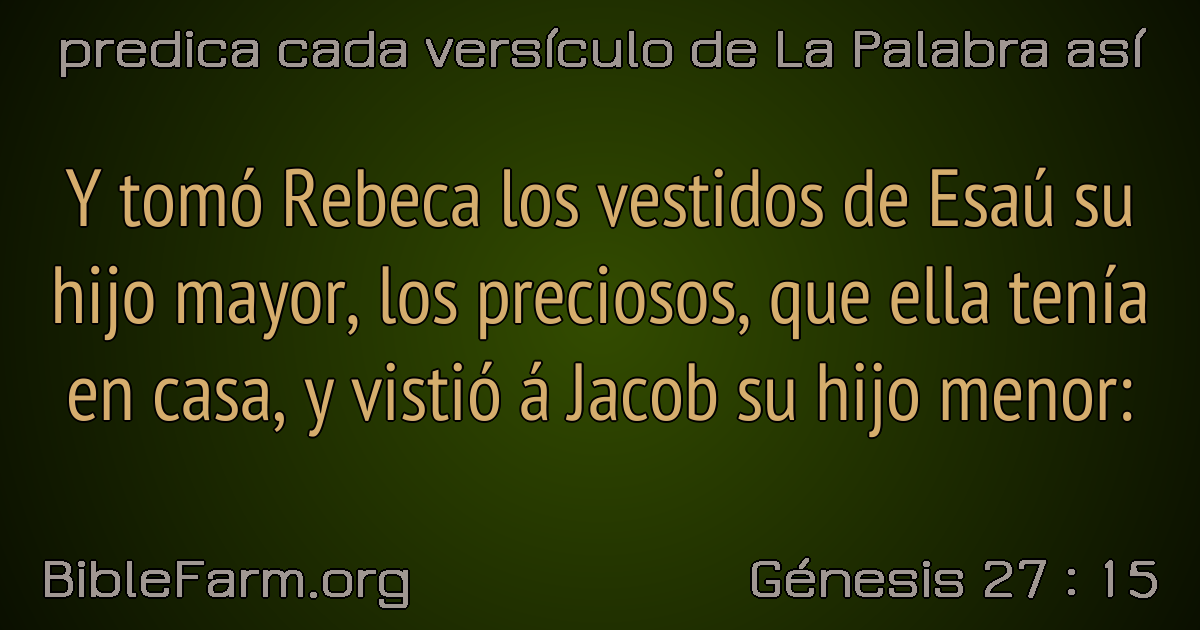 predica cada versículo de La Palabra así
Y tomó Rebeca los vestidos de Esaú su
hijo mayor, los preciosos, que ella tenía
en casa, y vistió á Jacob su hijo menor:
BibleFarm.org
Génesis 27 : 15